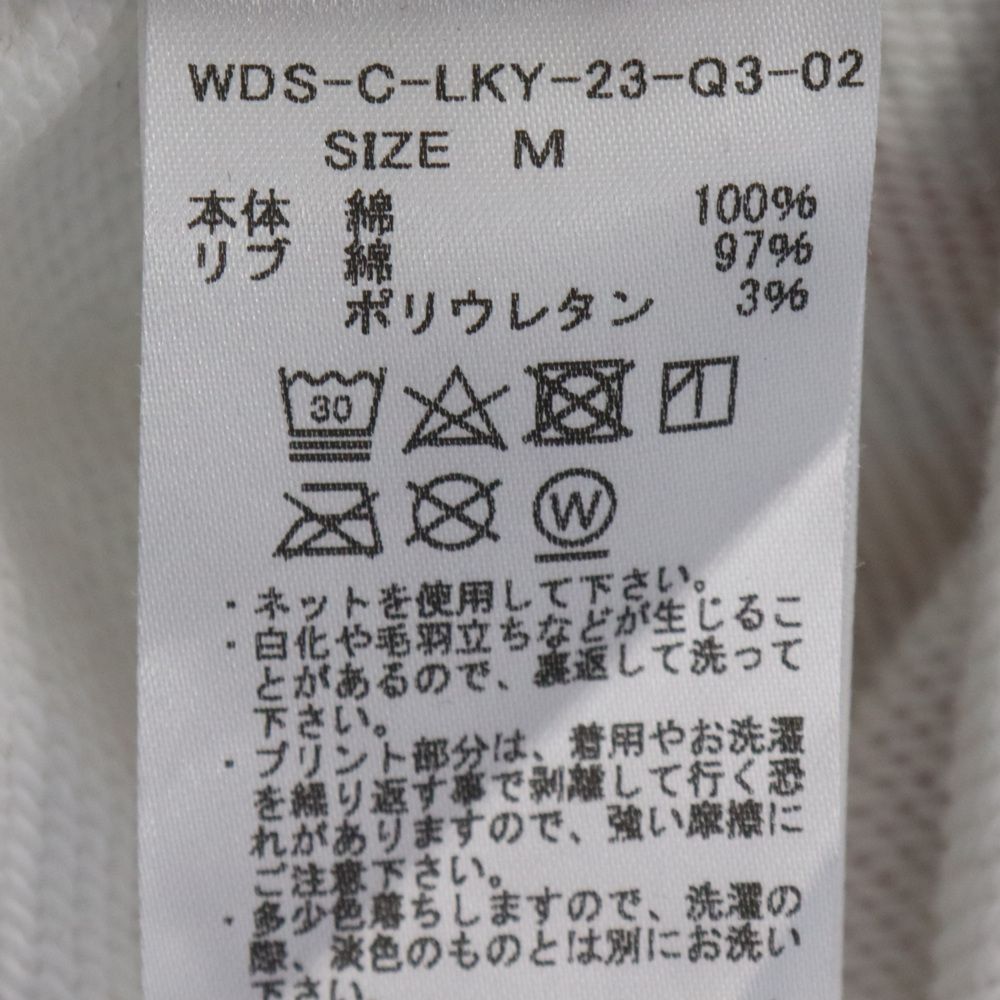 WDS-C-LKY-23-Q3-02
SIZE M
本体 綿 100%
リブ 綿 97%
ポリウレタン 3%
30
W
・ネットを使用して下さい。
・白化や毛羽立ちなどが生じるこ
とがあるので、裏返して洗って
下さい。
・プリント部分は、着用やお洗濯
を繰り返す事で剥離して行く恐
れがありますので、強い摩擦に
ご注意下さい。
・多少色落ちしますので、洗濯の
際、淡色のものとは別にお洗い
下さい。